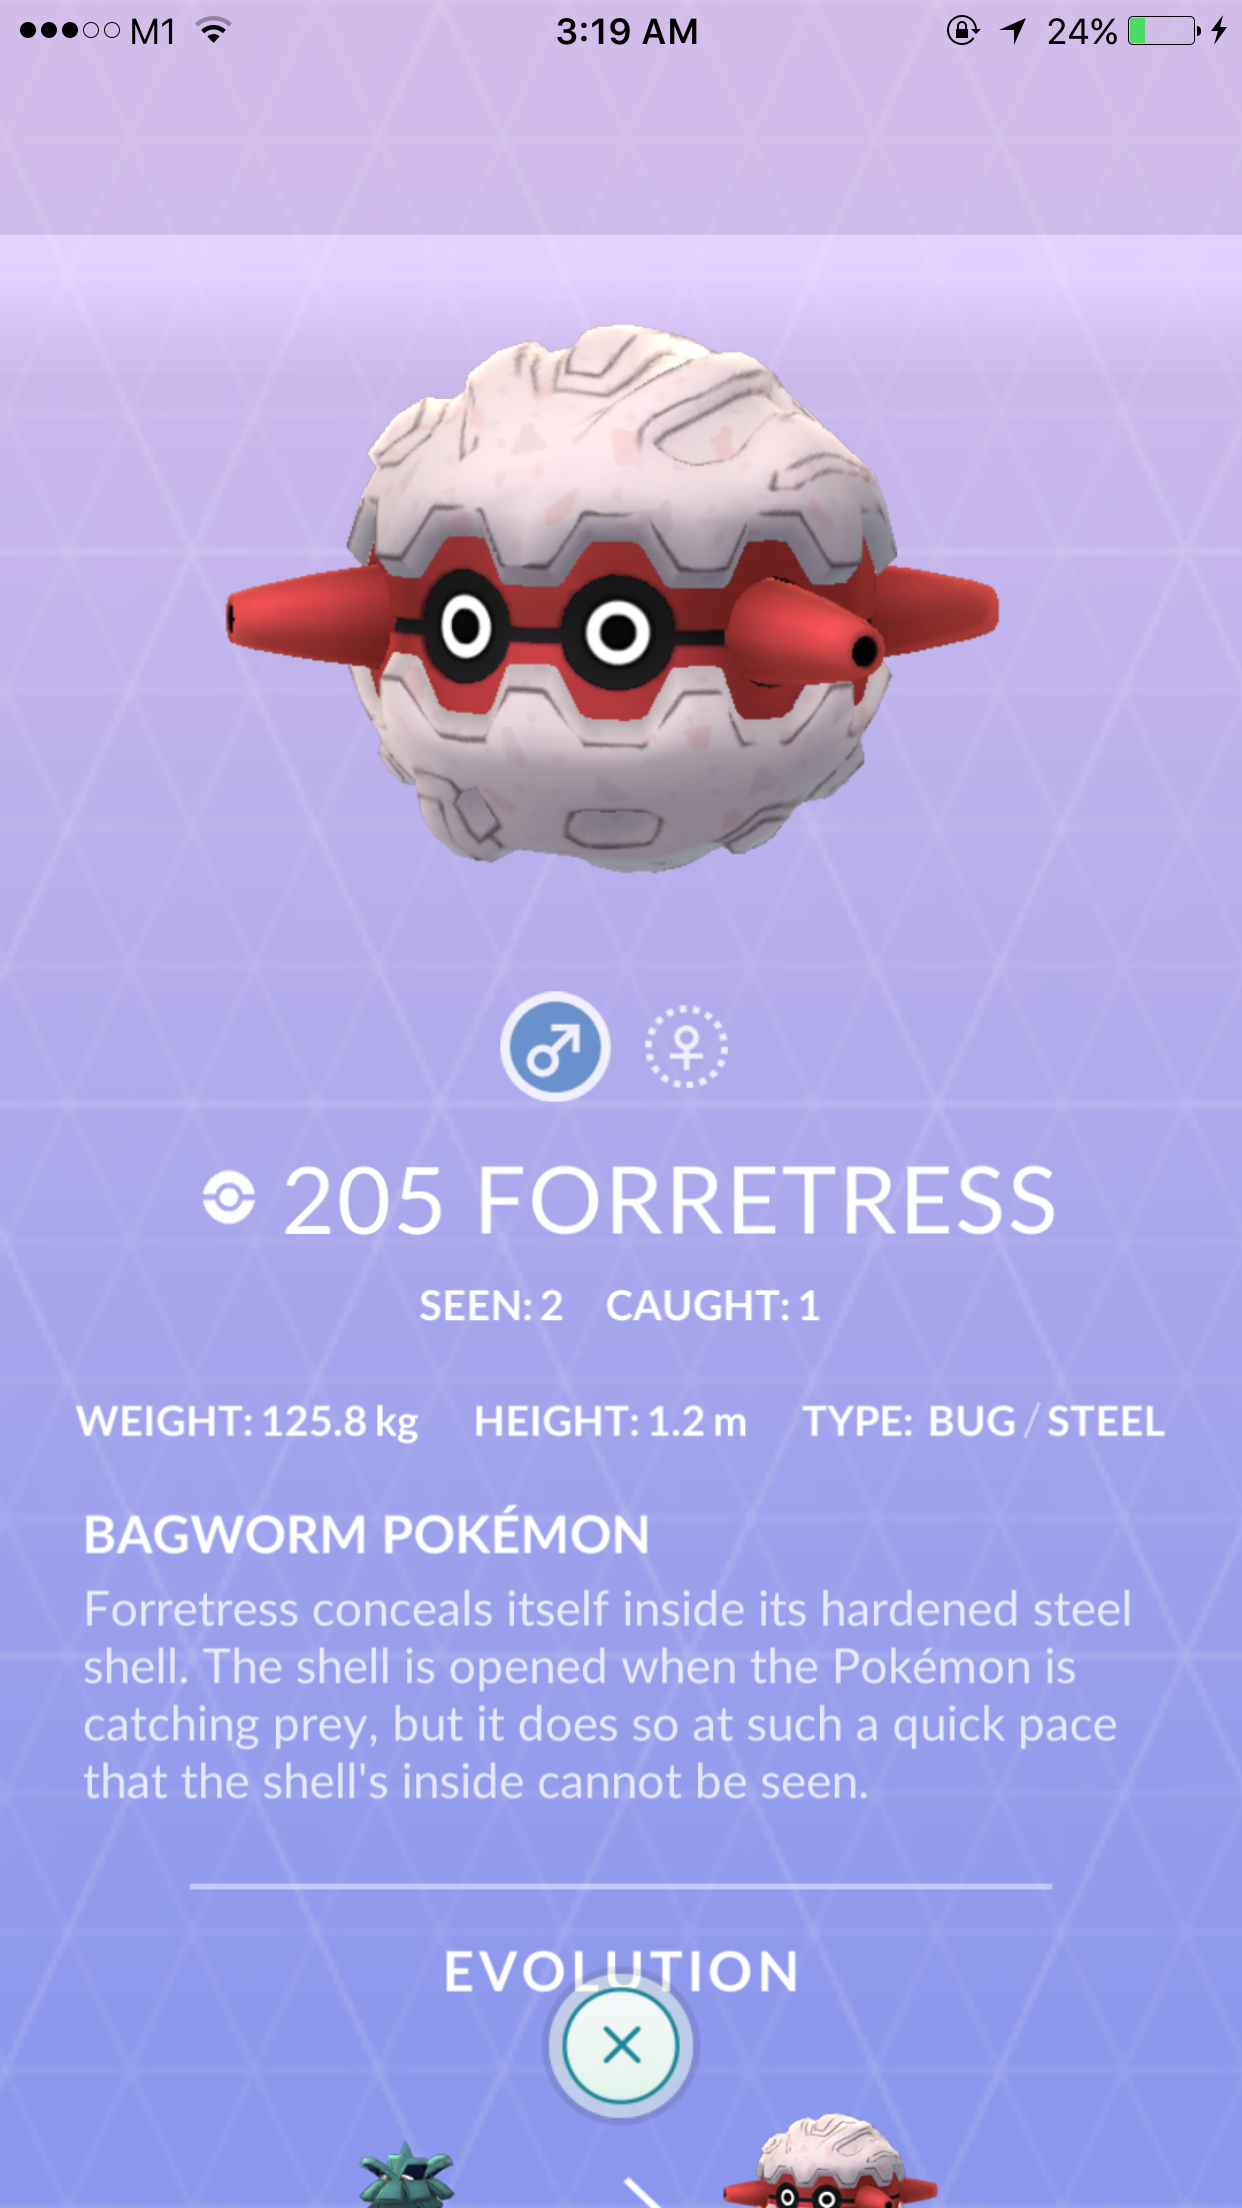 M1 3:19 AM 24%
205 FORRETRESS
SEEN: 2 CAUGHT: 1
WEIGHT: 125.8 kg HEIGHT: 1.2 m TYPE: BUG / STEEL
BAGWORM POKÉMON
Forretress conceals itself inside its hardened steel
shell. The shell is opened when the Pokémon is
catching prey, but it does so at such a quick pace
that the shell's inside cannot be seen.
EVOLUTION